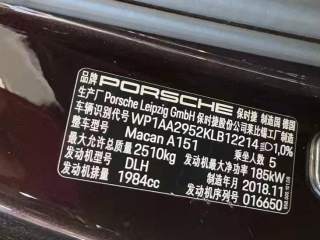 品牌 PORSCHE 保时捷 制造国 德国
生产厂 Porsche Leipzig GmbH 保时捷股份公司莱比锡工厂制造
车辆识别代号 WP1AA2952KLB12214 ≌D1,0%
整车型号 Macan A151 乘坐人数 5
最大允许总质量 2510kg 发动机最大净功率 185kW
发动机型号 DLH 制造年月 2018.11
发动机排量 1984cc 发动机号 016650